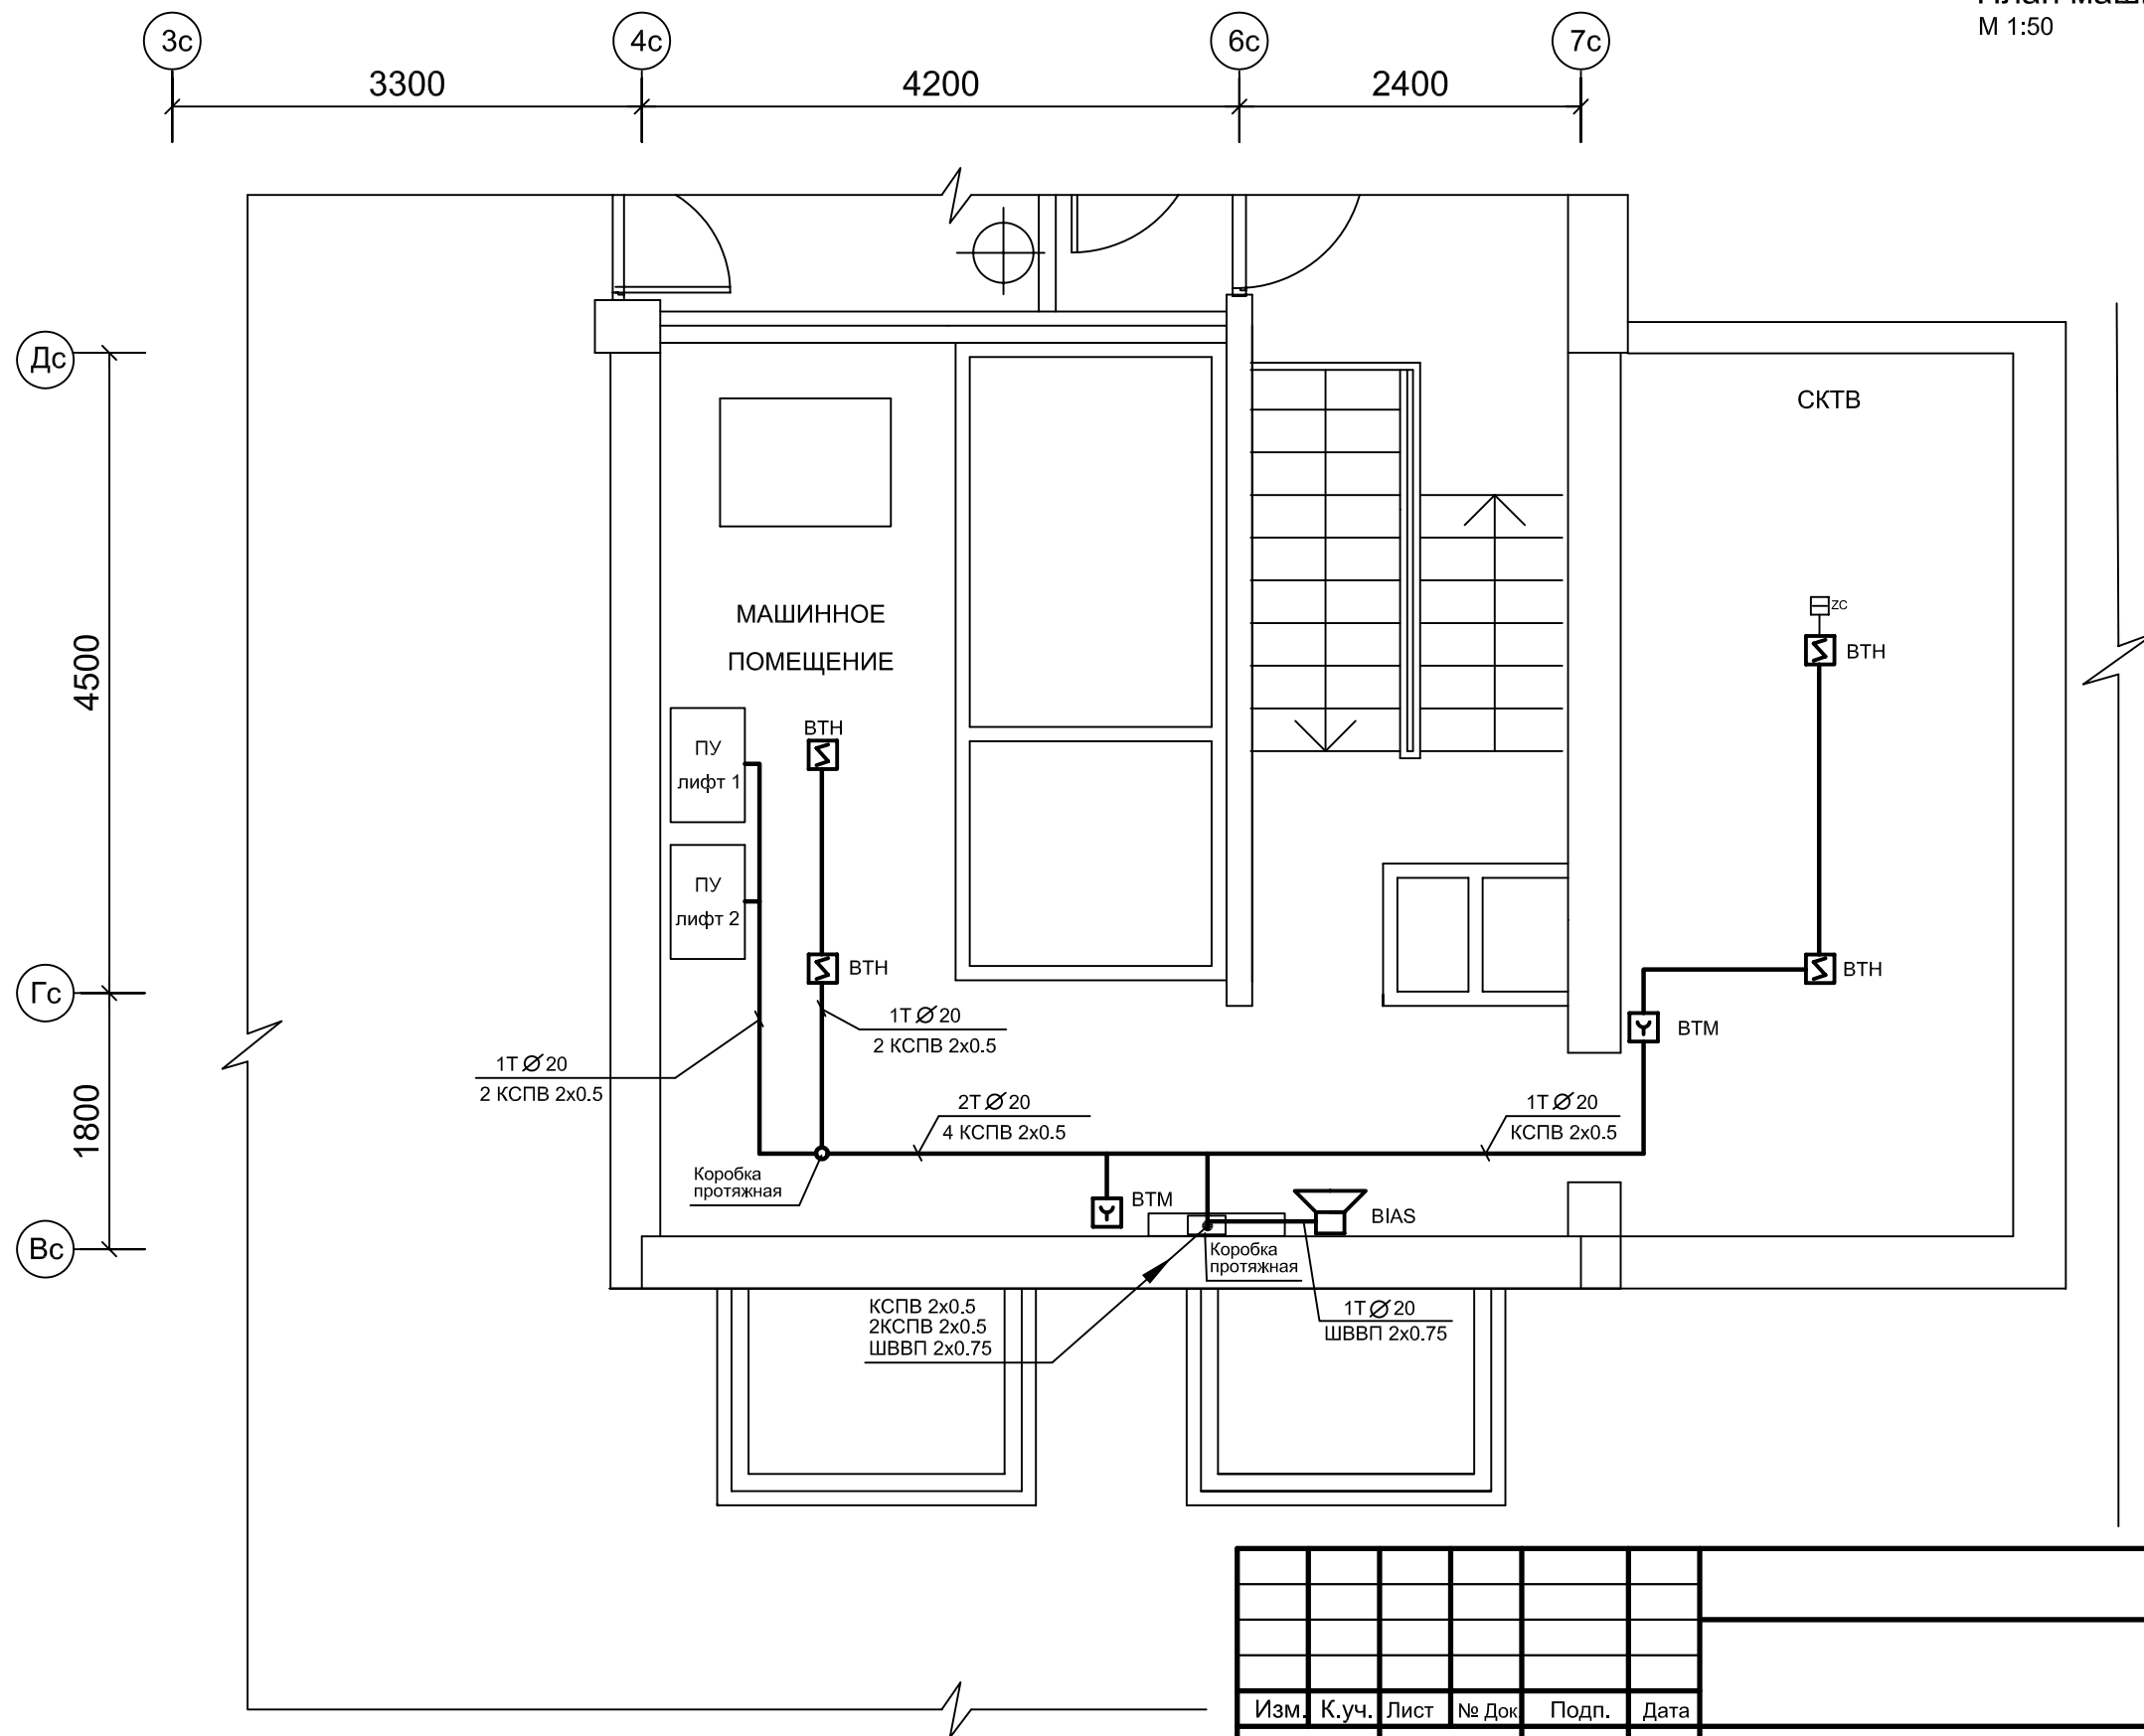 М 1:50
3с
4с
6с
7с
3300
4200
2400
Дс
СКТВ
4500
МАШИННОЕ
ПОМЕЩЕНИЕ
ZC
ВТН
ПУ
лифт 1
ВТН
ПУ
лифт 2
ВТН
ВТН
Гс
1Т Ø 20
2 КСПВ 2х0.5
ВТМ
1Т Ø 20
2 КСПВ 2х0.5
2Т Ø 20
4 КСПВ 2х0.5
1Т Ø 20
КСПВ 2х0.5
1800
Коробка
протяжная
ВТМ
BIAS
Вс
Коробка
протяжная
КСПВ 2х0.5
2КСПВ 2х0.5
ШВВП 2х0.75
1Т Ø 20
ШВВП 2х0.75
Изм. К.уч. Лист № Док Подп. Дата